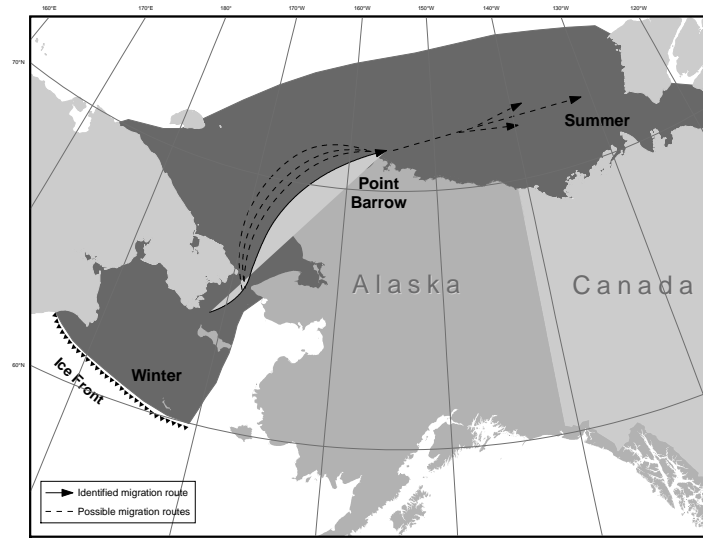 160°E
170°E
180°
170°W
160°W
150°W
140°W
130°W
120°W
70°N
Summer
Point
Barrow
Alaska
Canada
Winter
60°N
Ice Front
Identified migration route
Possible migration routes